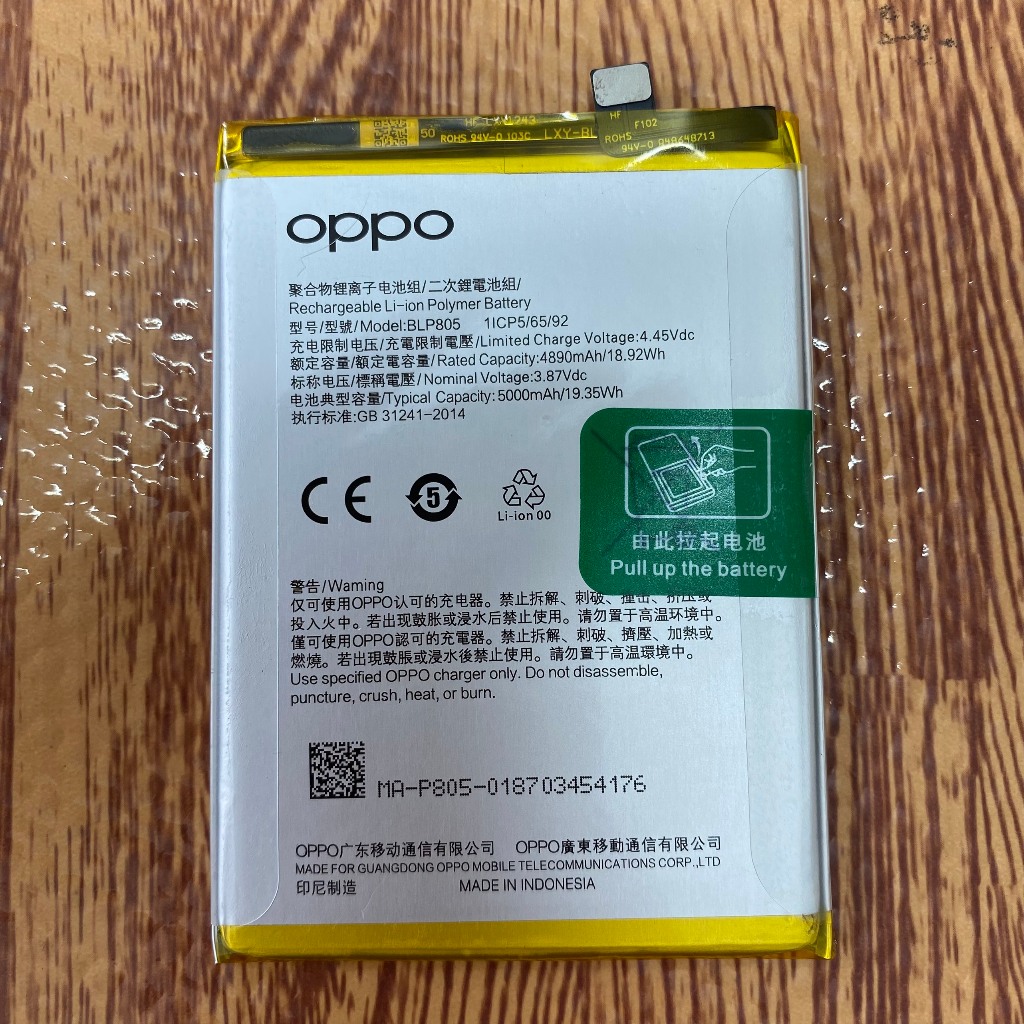 HF
50
ROHS 94V-0 103C
LXY-BL
HF
F102
ROHS
94V-0 848648713
oppo
聚合物锂离子电池组/二次鋰電池組/
Rechargeable Li-ion Polymer Battery
型号/型號/Model:BLP805 1ICP5/65/92
充电限制电压/充電限制電壓/Limited Charge Voltage:4.45Vdc
额定容量/額定電容量/Rated Capacity:4890mAh/18.92Wh
标称电压/標稱電壓/Nominal Voltage:3.87Vdc
电池典型容量/Typical Capacity:5000mAh/19.35Wh
执行标准:GB 31241-2014
CE
5
Li-ion 00
由此拉起电池
Pull up the battery
警告/Warning
仅可使用OPPO认可的充电器。禁止拆解、刺破、撞击、挤压或
投入火中。若出现鼓胀或浸水后禁止使用。请勿置于高温环境中。
僅可使用OPPO認可的充電器。禁止拆解、刺破、擠壓、加熱或
燃燒。若出現鼓脹或浸水後禁止使用。請勿置于高温環境中。
Use specified OPPO charger only. Do not disassemble,
puncture, crush, heat, or burn.
MA-P805-018703454176
OPPO广东移动通信有限公司 OPPO廣東移動通信有限公司
MADE FOR GUANGDONG OPPO MOBILE TELECOMMUNICATIONS CORP.,LTD
印尼制造 MADE IN INDONESIA